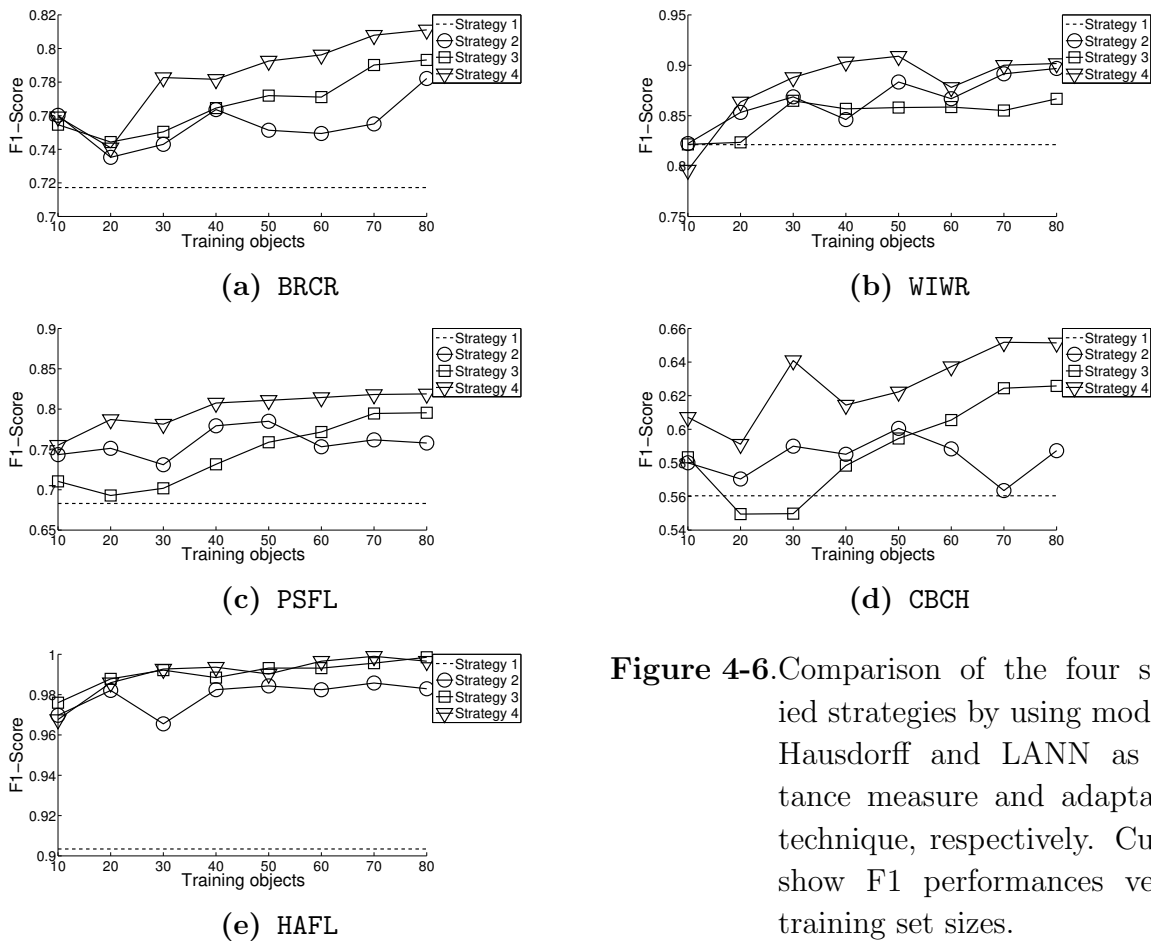 0.82
0.8
0.78
0.76
0.74
0.72
0.7
10 20 30 40 50 60 70 80
F1−Score
Training objects
Strategy 1
Strategy 2
Strategy 3
Strategy 4
(a) BRCR
0.95
0.9
0.85
0.8
0.75
10 20 30 40 50 60 70 80
F1−Score
Training objects
Strategy 1
Strategy 2
Strategy 3
Strategy 4
(b) WIWR
0.9
0.85
0.8
0.75
0.7
0.65
10 20 30 40 50 60 70 80
F1−Score
Training objects
Strategy 1
Strategy 2
Strategy 3
Strategy 4
(c) PSFL
0.66
0.64
0.62
0.6
0.58
0.56
0.54
10 20 30 40 50 60 70 80
F1−Score
Training objects
Strategy 1
Strategy 2
Strategy 3
Strategy 4
(d) CBCH
1
0.98
0.96
0.94
0.92
0.9
10 20 30 40 50 60 70 80
F1−Score
Training objects
Strategy 1
Strategy 2
Strategy 3
Strategy 4
(e) HAFL
Figure 4-6.Comparison of the four s
ied strategies by using mod
Hausdorff and LANN as
tance measure and adapta
technique, respectively. Cu
show F1 performances ve
training set sizes.